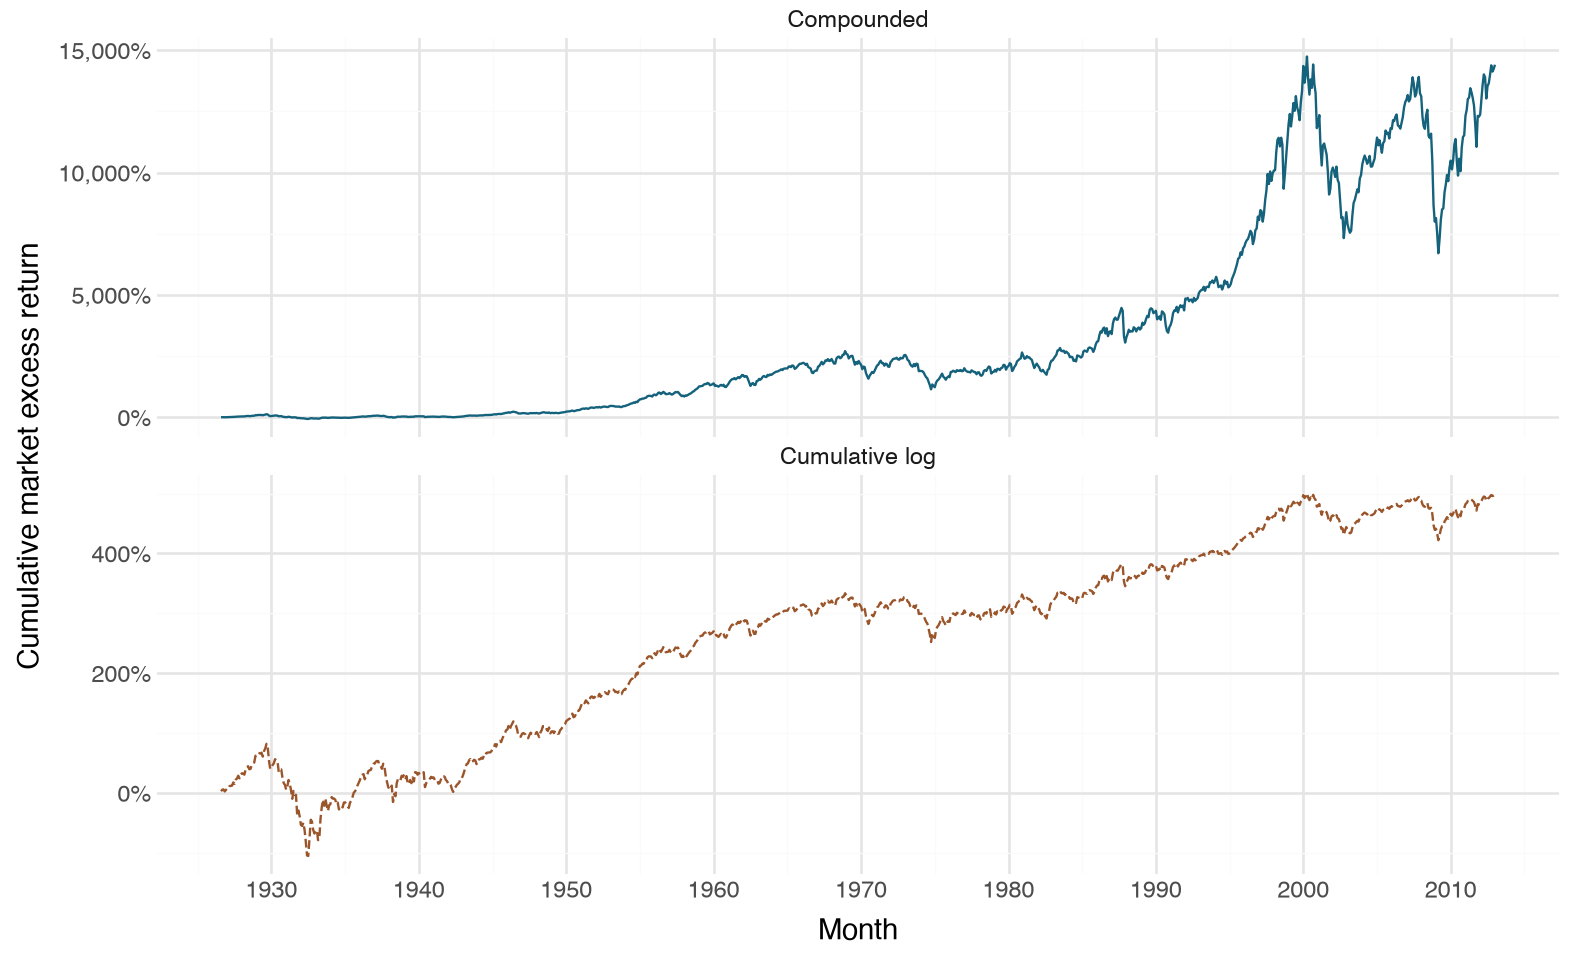 Compounded
15,000%
10,000%
5,000%
0%
Cumulative log
400%
200%
0%
Cumulative market excess return
1930 1940 1950 1960 1970 1980 1990 2000 2010
Month